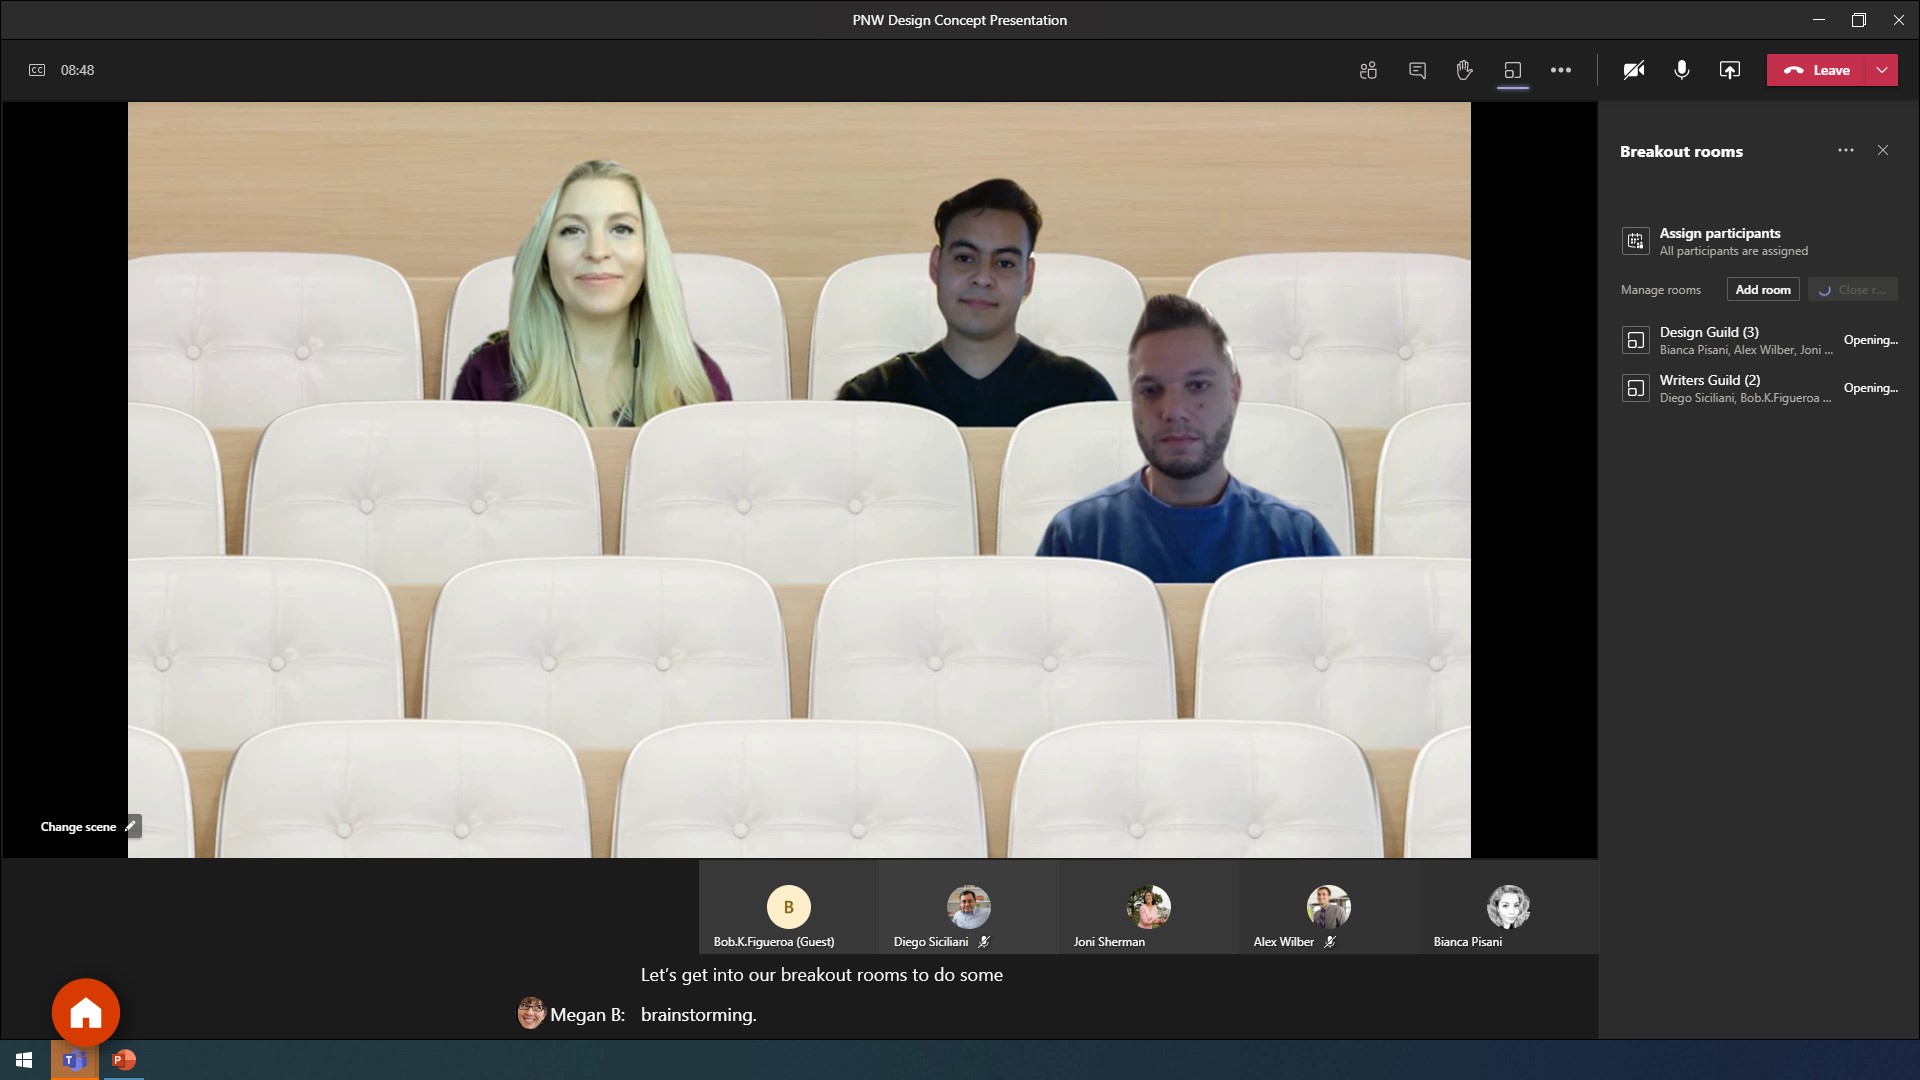 PNW Design Concept Presentation
CC 08:48
Leave
Breakout rooms
Assign participants
All participants are assigned
Manage rooms Add room Close r...
Design Guild (3)
Bianca Pisani, Alex Wilber, Joni ... Opening...
Writers Guild (2)
Diego Siciliani, Bob.K.Figueroa ... Opening...
Change scene
B
Bob.K.Figueroa (Guest) Diego Siciliani Joni Sherman Alex Wilber Bianca Pisani
Let's get into our breakout rooms to do some
Megan B: brainstorming.
T P